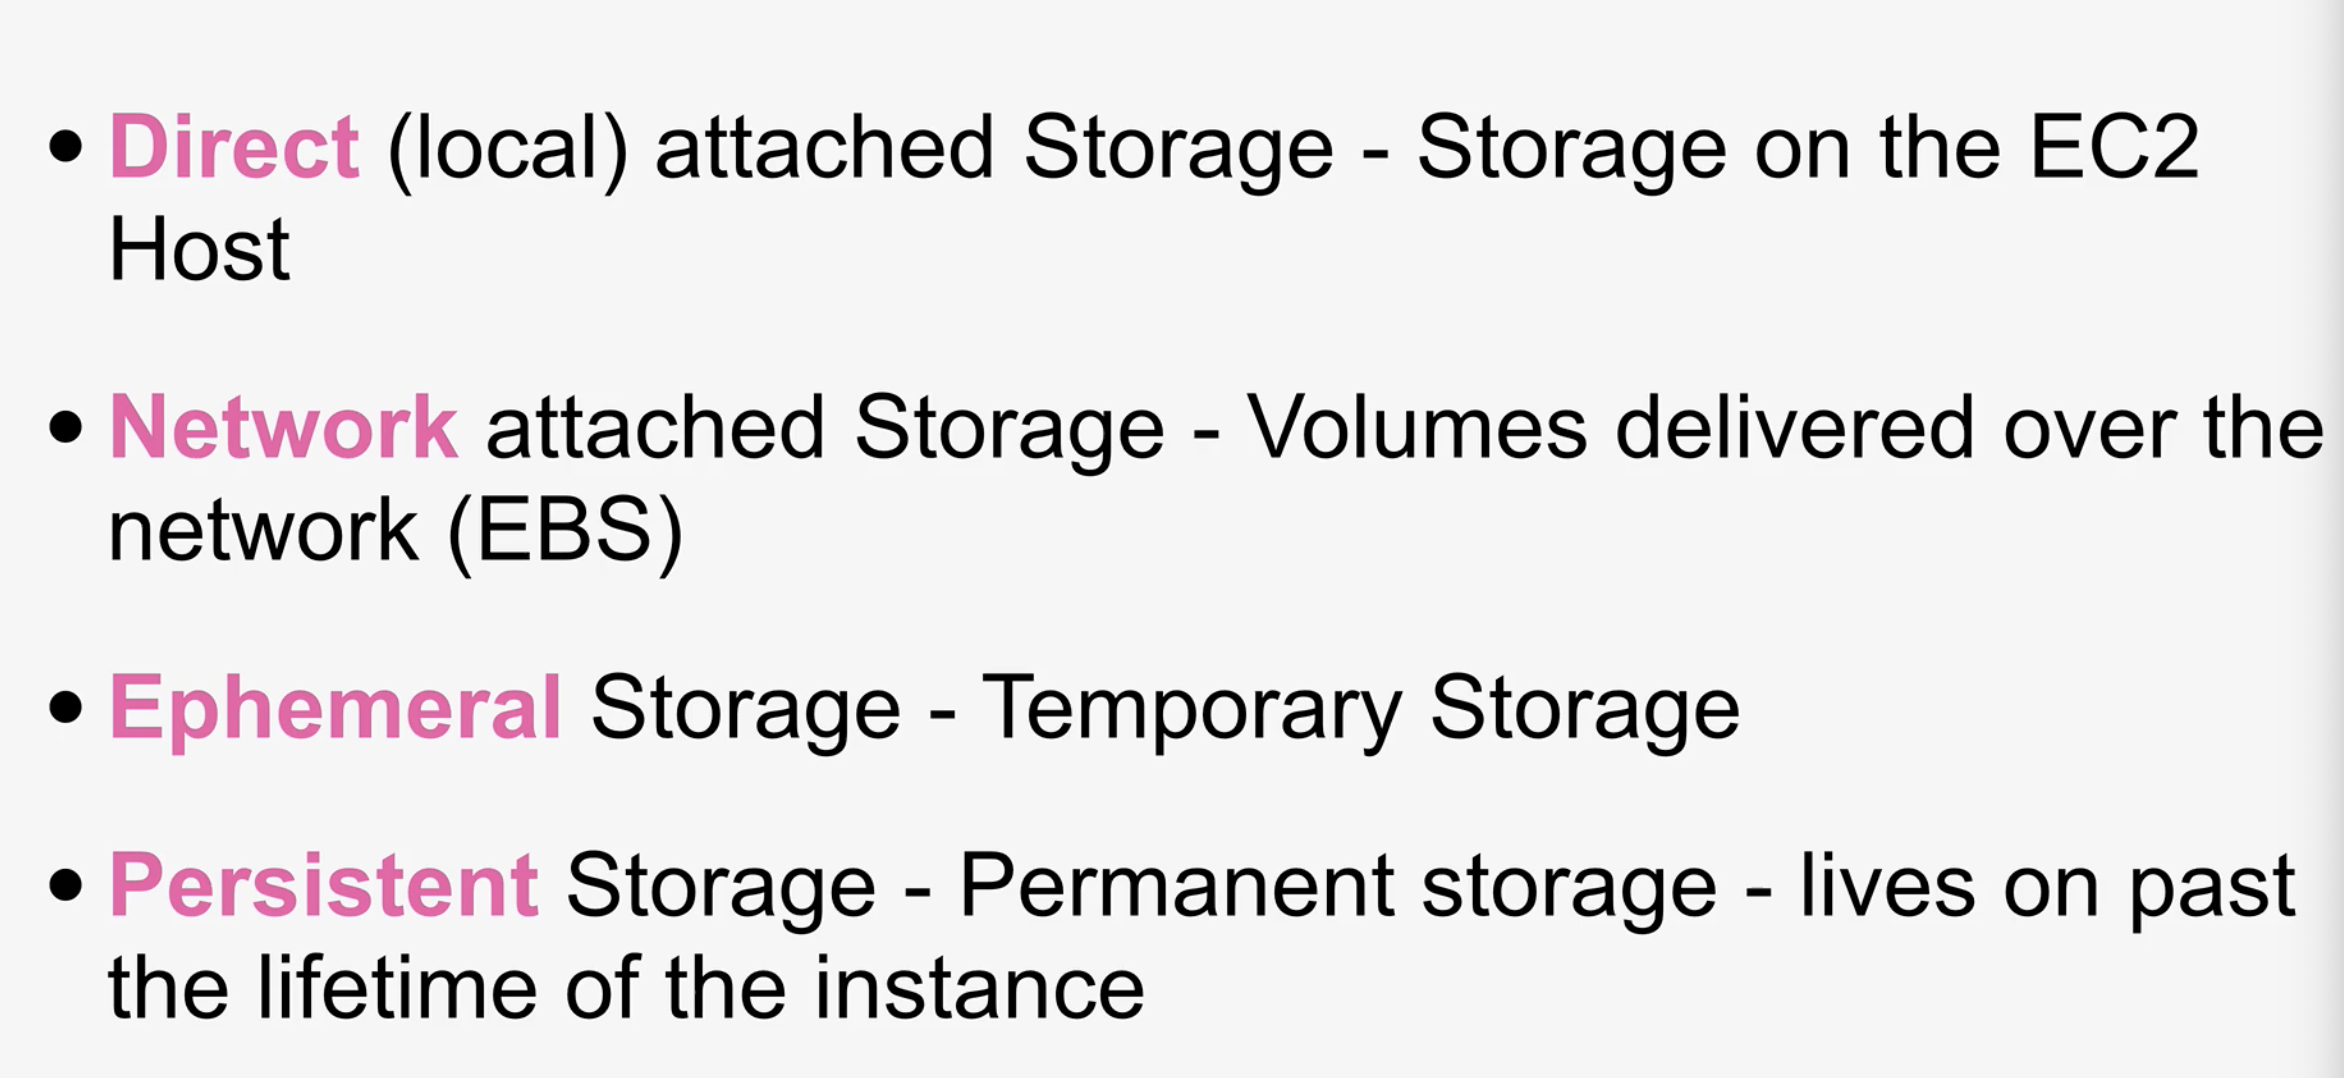 • Direct (local) attached Storage - Storage on the EC2
Host
• Network attached Storage - Volumes delivered over the
network (EBS)
• Ephemeral Storage - Temporary Storage
• Persistent Storage - Permanent storage - lives on past
the lifetime of the instance